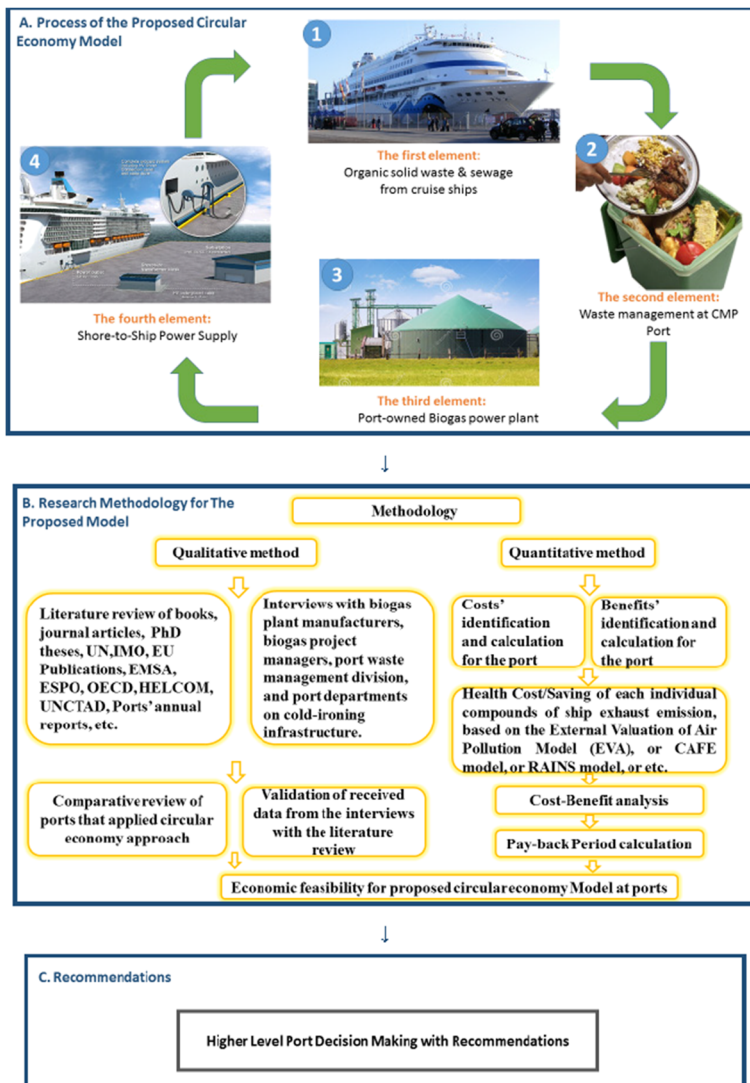 A. Process of the Proposed Circular
Economy Model
1
The first element:
Organic solid waste & sewage
from cruise ships
2
The second element:
Waste management at CMP
Port
3
The third element:
Port-owned Biogas power plant
4
The fourth element:
Shore-to-Ship Power Supply
B. Research Methodology for The
Proposed Model
Methodology
Qualitative method
Literature review of books,
journal articles, PhD
theses, UN,IMO, EU
Publications, EMSA,
ESPO, OECD,HELCOM,
UNCTAD, Ports' annual
reports, etc.
Interviews with biogas
plant manufacturers,
biogas project
managers, port waste
management division,
and port departments
on cold-ironing
infrastructure.
Comparative review of
ports that applied circular
economy approach
Validation of received
data from the interviews
with the literature
review
Quantitative method
Costs'
identification
and calculation
for the port
Benefits'
identification and
calculation for
the port
Health Cost/Saving of each individual
compounds of ship exhaust emission,
based on the External Valuation of Air
Pollution Model (EVA), or CAFE
model, or RAINS model, or etc.
Cost-Benefit analysis
Pay-back Period calculation
Economic feasibility for proposed circular economy Model at ports
C. Recommendations
Higher Level Port Decision Making with Recommendations